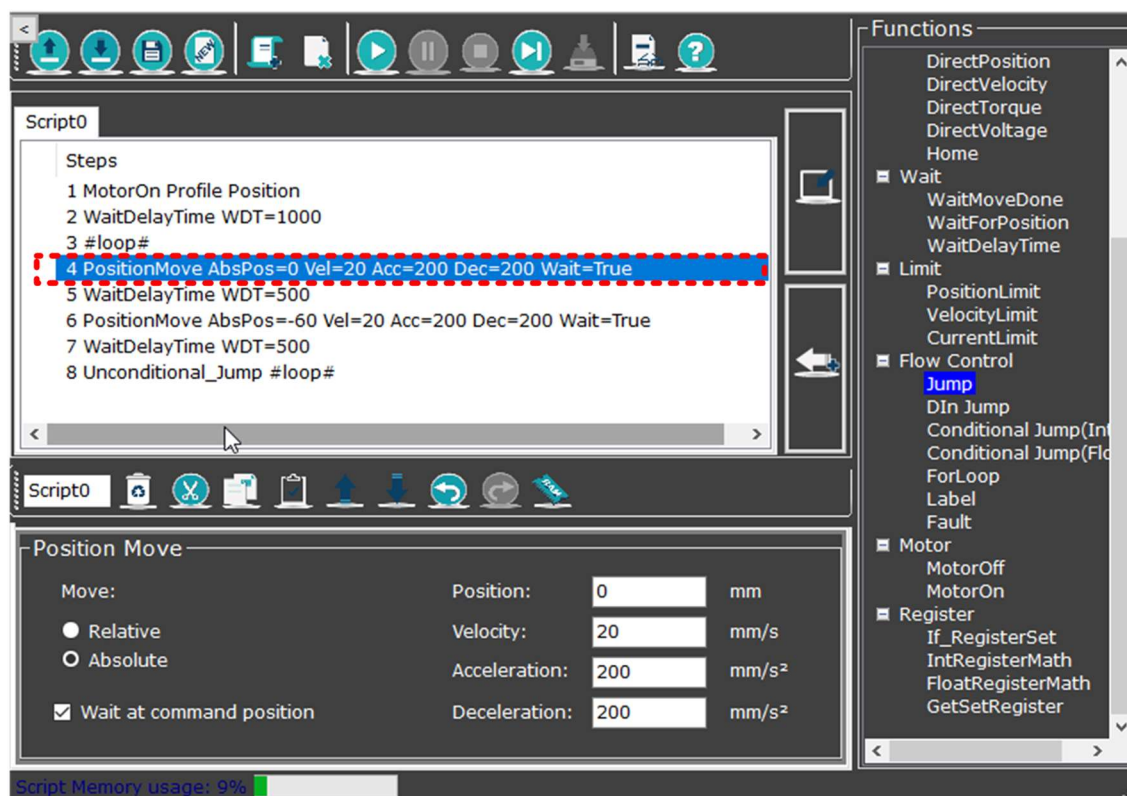 <
NEW
?
Script0
Steps
1 MotorOn Profile Position
2 WaitDelayTime WDT=1000
3 #loop#
4 PositionMove AbsPos=0 Vel=20 Acc=200 Dec=200 Wait=True
5 WaitDelayTime WDT=500
6 PositionMove AbsPos=-60 Vel=20 Acc=200 Dec=200 Wait=True
7 WaitDelayTime WDT=500
8 Unconditional_Jump #loop#
Script0
RAM
Position Move
Move:
Relative
Absolute
Wait at command position
Position: 0 mm
Velocity: 20 mm/s
Acceleration: 200 mm/s²
Deceleration: 200 mm/s²
Script Memory usage: 9%
Functions
DirectPosition
DirectVelocity
DirectTorque
DirectVoltage
Home
Wait
WaitMoveDone
WaitForPosition
WaitDelayTime
Limit
PositionLimit
VelocityLimit
CurrentLimit
Flow Control
Jump
DIn Jump
Conditional Jump(Int
Conditional Jump(Flo
ForLoop
Label
Fault
Motor
MotorOff
MotorOn
Register
If_RegisterSet
IntRegisterMath
FloatRegisterMath
GetSetRegister